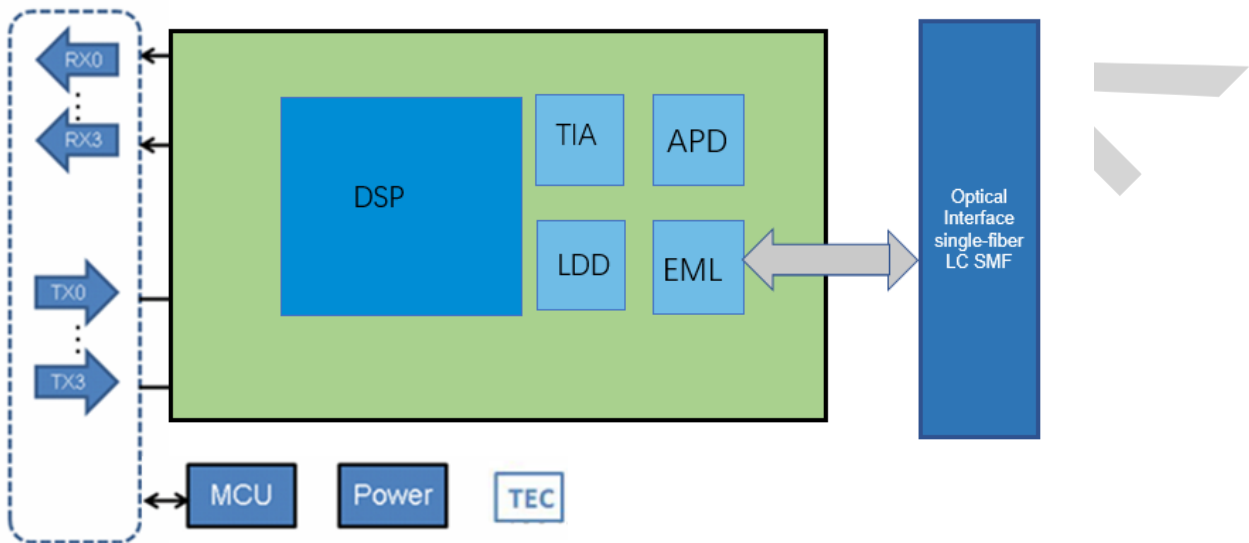 RX0
RX3
TX0
TX3
DSP
TIA
APD
LDD
EML
Optical
Interface
single-fiber
LC SMF
MCU
Power
TEC